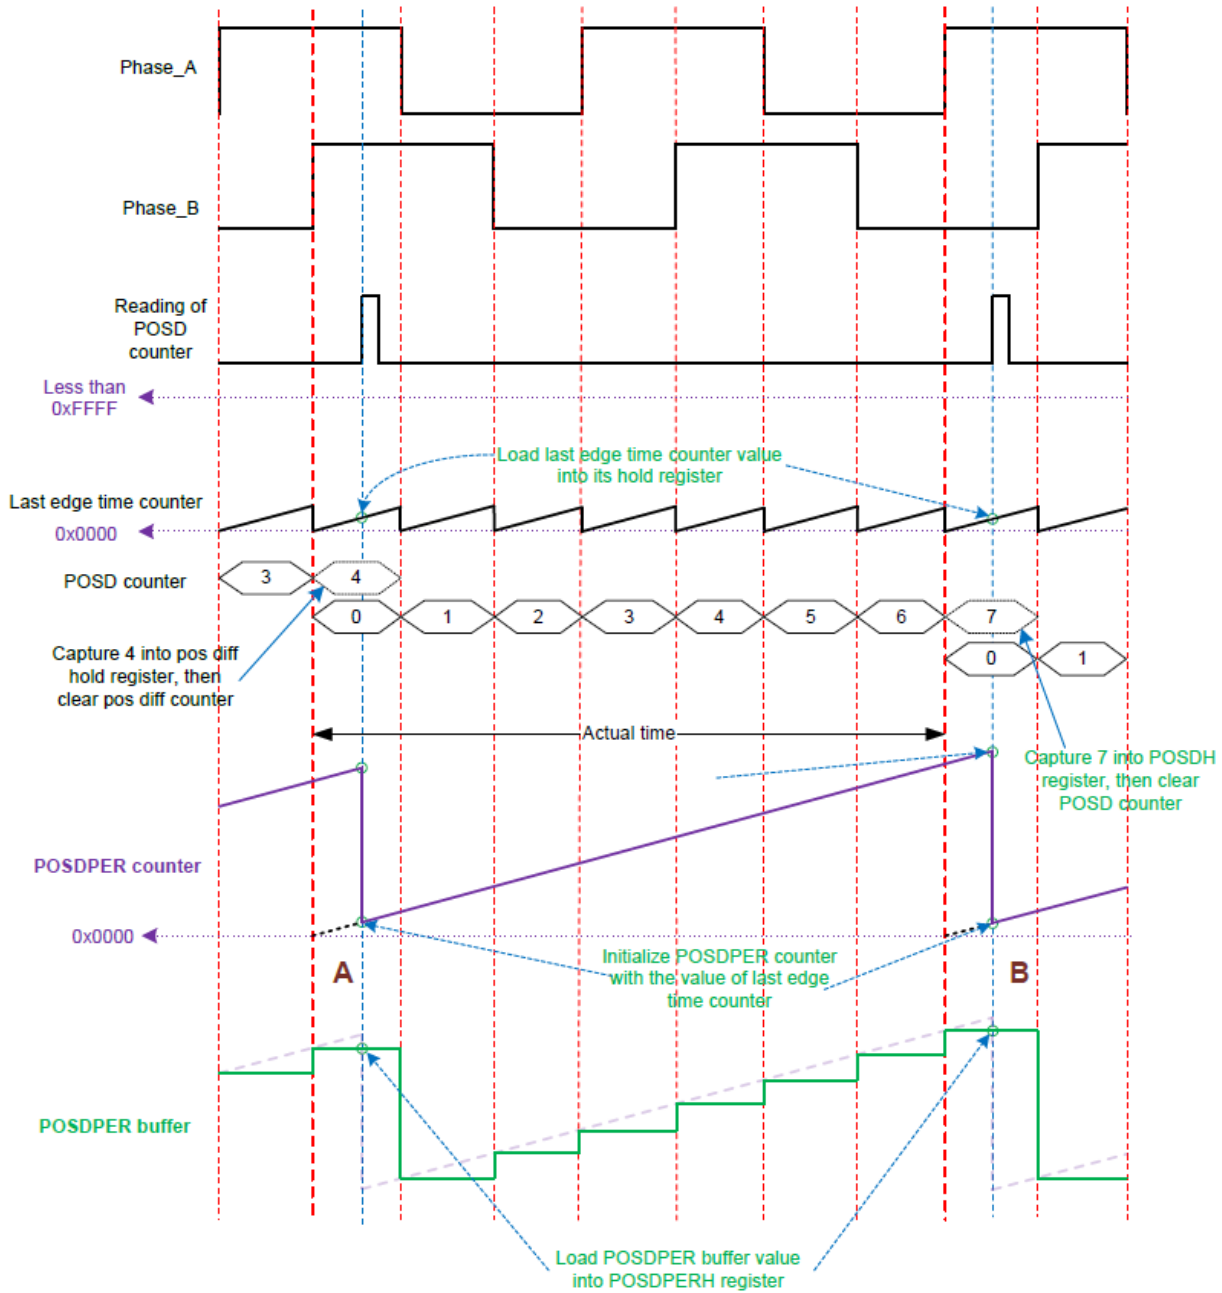 Phase_A
Phase_B
Reading of
POSD
counter
Less than
0xFFFF
Load last edge time counter value
into its hold register
Last edge time counter
0x0000
POSD counter
3
4
0
1
2
3
4
5
6
7
0
1
Capture 4 into pos diff
hold register, then
clear pos diff counter
Actual time
Capture 7 into POSDH
register, then clear
POSD counter
POSDPER counter
0x0000
Initialize POSDPER counter
with the value of last edge
time counter
A
B
POSDPER buffer
Load POSDPER buffer value
into POSDPERH register